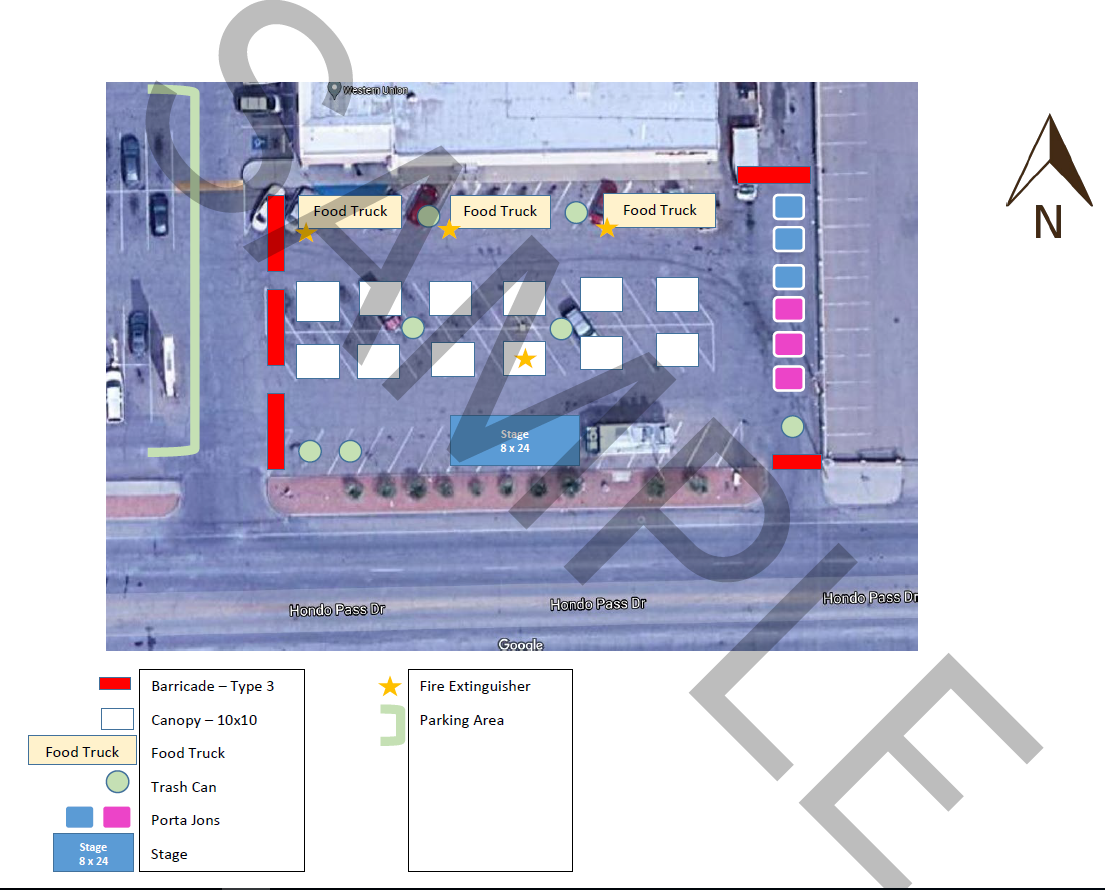 Western Union
Food Truck
Food Truck
Food Truck
Stage
8 x 24
Hondo Pass Dr
Hondo Pass Dr
Hondo Pass Dr
Google
N
SAMPLE
Barricade – Type 3
Canopy – 10x10
Food Truck
Food Truck
Trash Can
Porta Jons
Stage
8 x 24
Stage
Fire Extinguisher
Parking Area